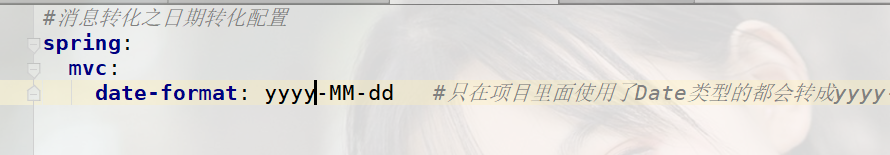 #消息转化之日期转化配置
spring:
mvc:
date-format: yyyy-MM-dd #只在项目里面使用了Date类型的都会转成yyyy-